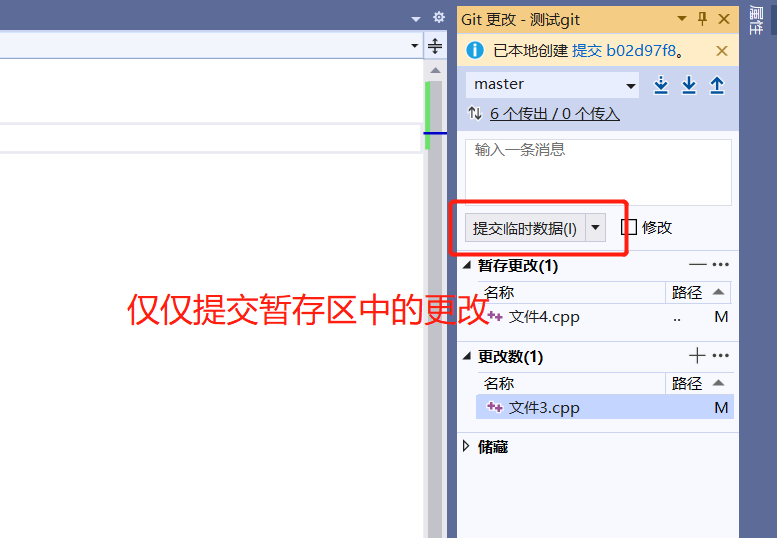 Git 更改 - 测试git
属性
已本地创建 提交 b02d97f8。
master
6 个传出 / 0 个传入
输入一条消息
提交临时数据(I)
修改
暂存更改(1)
名称 路径
仅仅提交暂存区中的更改
文件4.cpp .. M
更改数(1)
名称 路径
文件3.cpp M
储藏